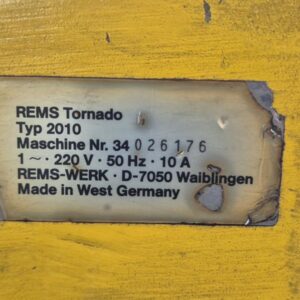 REMS Tornado
Typ 2010
Maschine Nr. 34 026176
1 ~ · 220 V · 50 Hz · 10 A
REMS-WERK · D-7050 Waiblingen
Made in West Germany